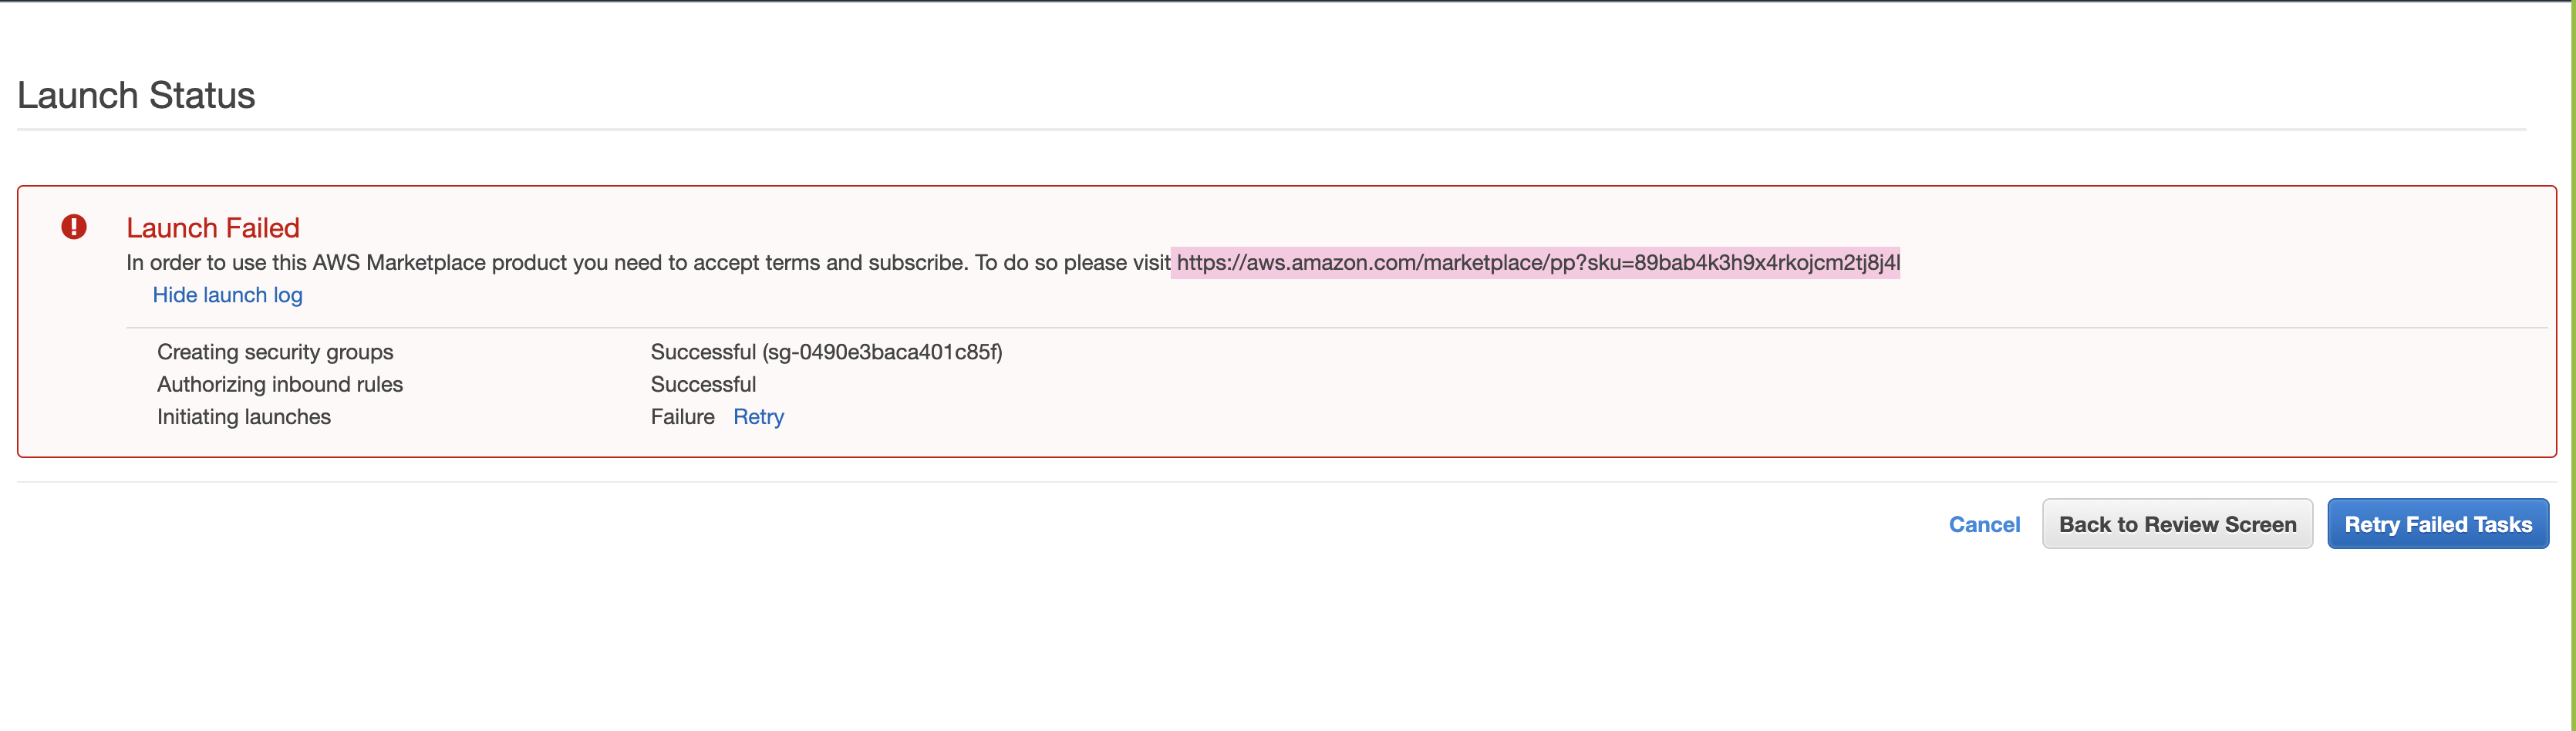 Launch Status
Launch Failed
In order to use this AWS Marketplace product you need to accept terms and subscribe. To do so please visit https://aws.amazon.com/marketplace/pp?sku=89bab4k3h9x4rkojcm2tj8j4l
Hide launch log
Creating security groups Successful (sg-0490e3baca401c85f)
Authorizing inbound rules Successful
Initiating launches Failure Retry
Cancel Back to Review Screen Retry Failed Tasks